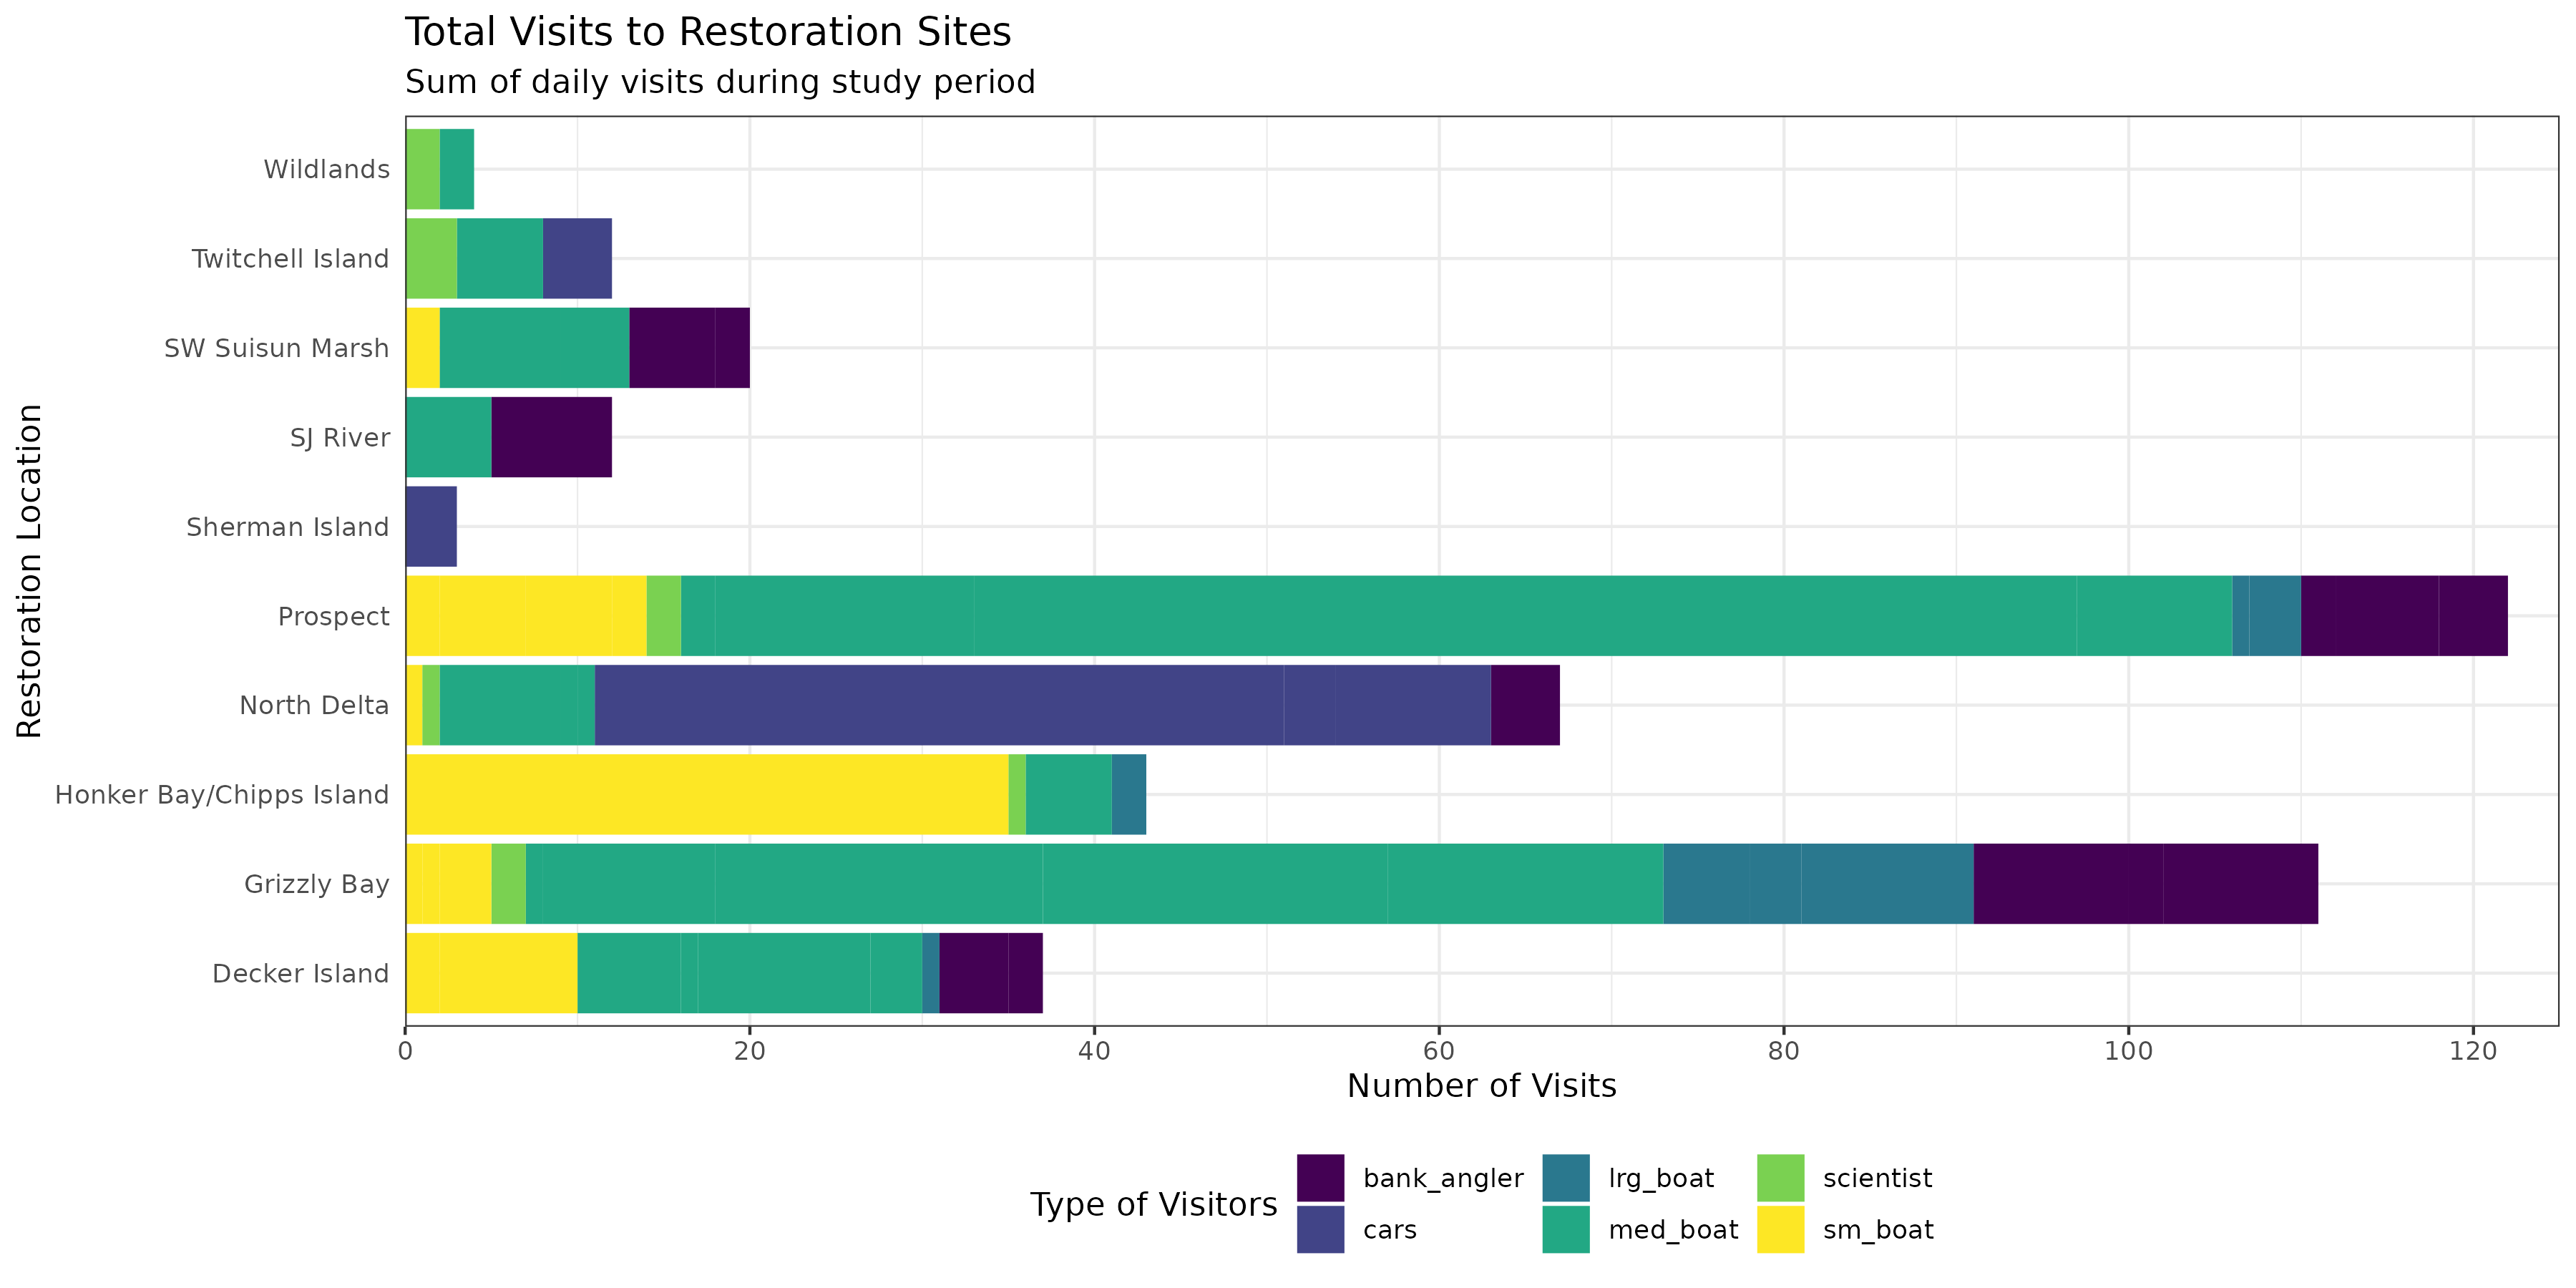 Total Visits to Restoration Sites
Sum of daily visits during study period
Restoration Location
Wildlands
Twitchell Island
SW Suisun Marsh
SJ River
Sherman Island
Prospect
North Delta
Honker Bay/Chipps Island
Grizzly Bay
Decker Island
0 20 40 60 80 100 120
Number of Visits
Type of Visitors
bank_angler lrg_boat scientist
cars med_boat sm_boat